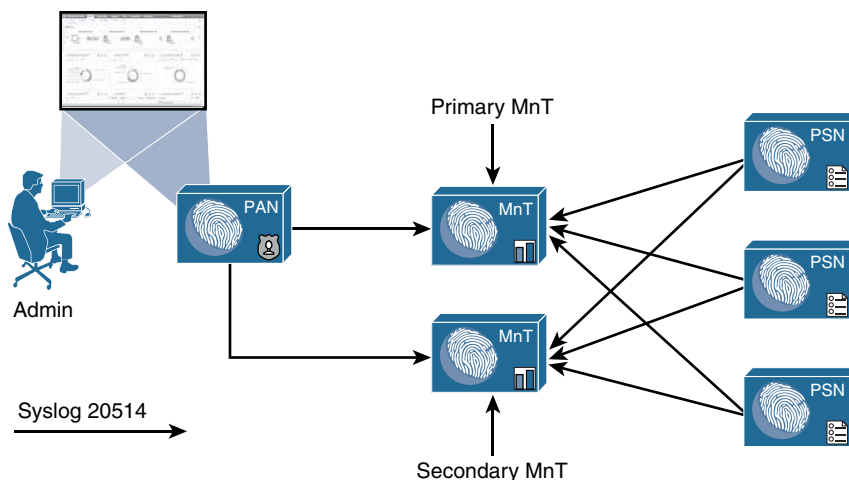 Primary MnT
PSN
PAN
MnT
PSN
Admin
MnT
PSN
Syslog 20514
Secondary MnT